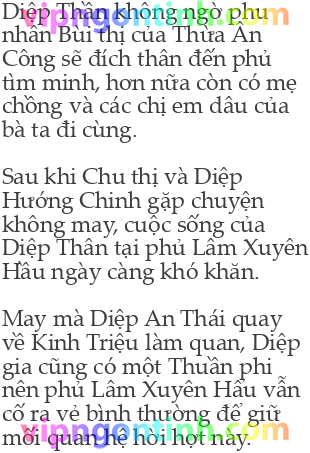 Diệp Thần không ngờ phu
nhân Bùi thị của Thừa Ân
Công sẽ đích thân đến phủ
tìm minh, hơn nữa còn có mẹ
chồng và các chị em dâu của
bà ta đi cùng.
Sau khi Chu thị và Diệp
Hướng Chinh gặp chuyện
không may, cuộc sống của
Diệp Thân tại phủ Lâm Xuyên
Hầu ngày càng khó khăn.
May mà Diệp An Thái quay
về Kinh Triệu làm quan, Diệp
gia cũng có một Thuần phi
nên phủ Lâm Xuyên Hầu vẫn
cố ra vẻ bình thường để giữ
mối quan hệ hời hợt này.
vipngontinh.com
vipngontinh.com